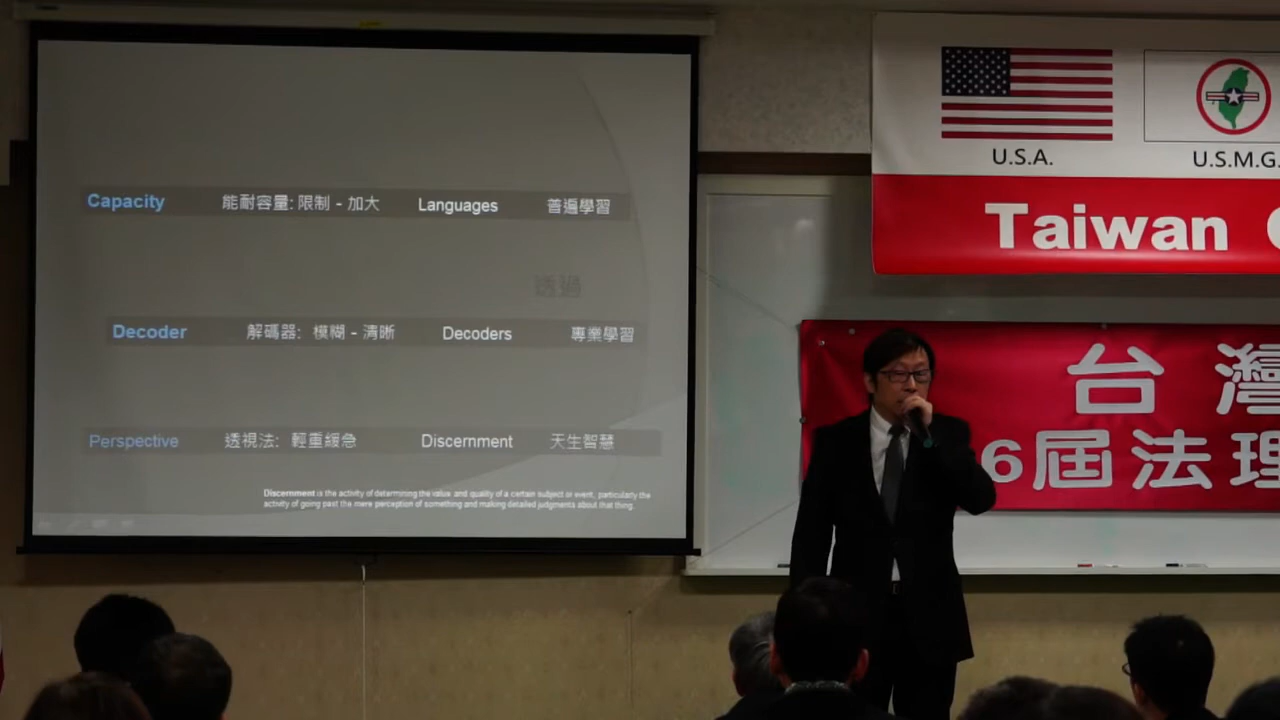 Capacity 能耐容量: 限制 - 加大 Languages 普遍學習
透過
Decoder 解碼器: 模糊 - 清晰 Decoders 專業學習
Perspective 透視法: 輕重緩急 Discernment 天生智慧
Discernment is the activity of determining the value and quality of a certain subject or event, particularly the
activity of going past the mere perception of something and making detailed judgments about that thing.
U.S.A. U.S.M.G.
Taiwan
台灣
6屆法理